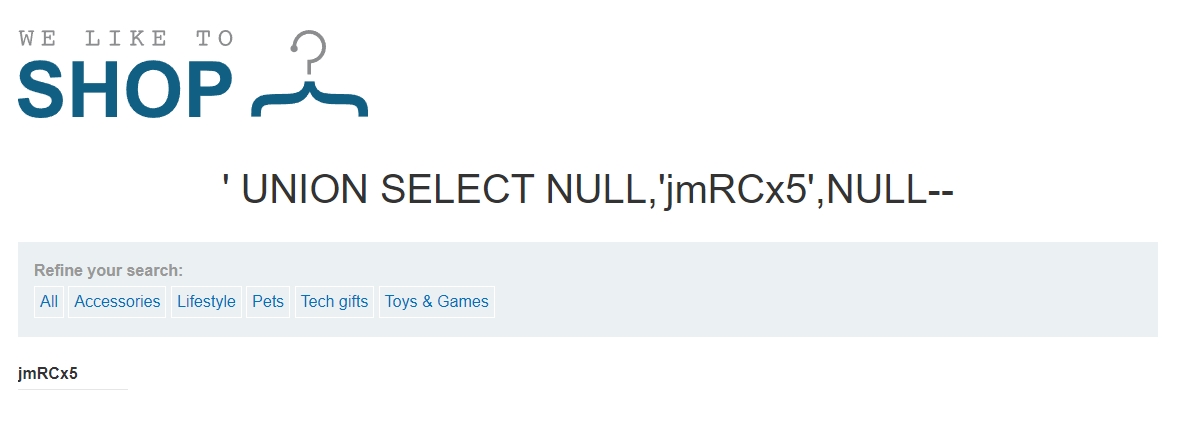 WE LIKE TO
SHOP
' UNION SELECT NULL,'jmRCx5',NULL--
Refine your search:
All Accessories Lifestyle Pets Tech gifts Toys & Games
jmRCx5